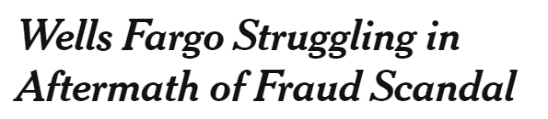 Wells Fargo Struggling in
Aftermath of Fraud Scandal